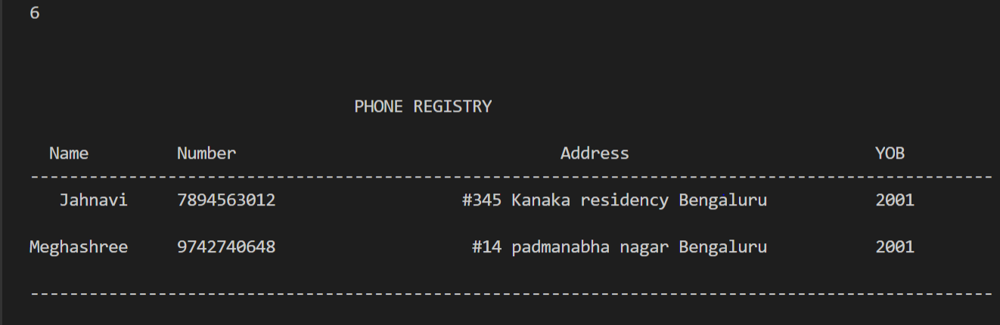 6
PHONE REGISTRY
Name Number Address YOB
--------------------------------------------------------------------------------------------------
Jahnavi 7894563012 #345 Kanaka residency Bengaluru 2001
Meghashree 9742740648 #14 padmanabha nagar Bengaluru 2001
--------------------------------------------------------------------------------------------------